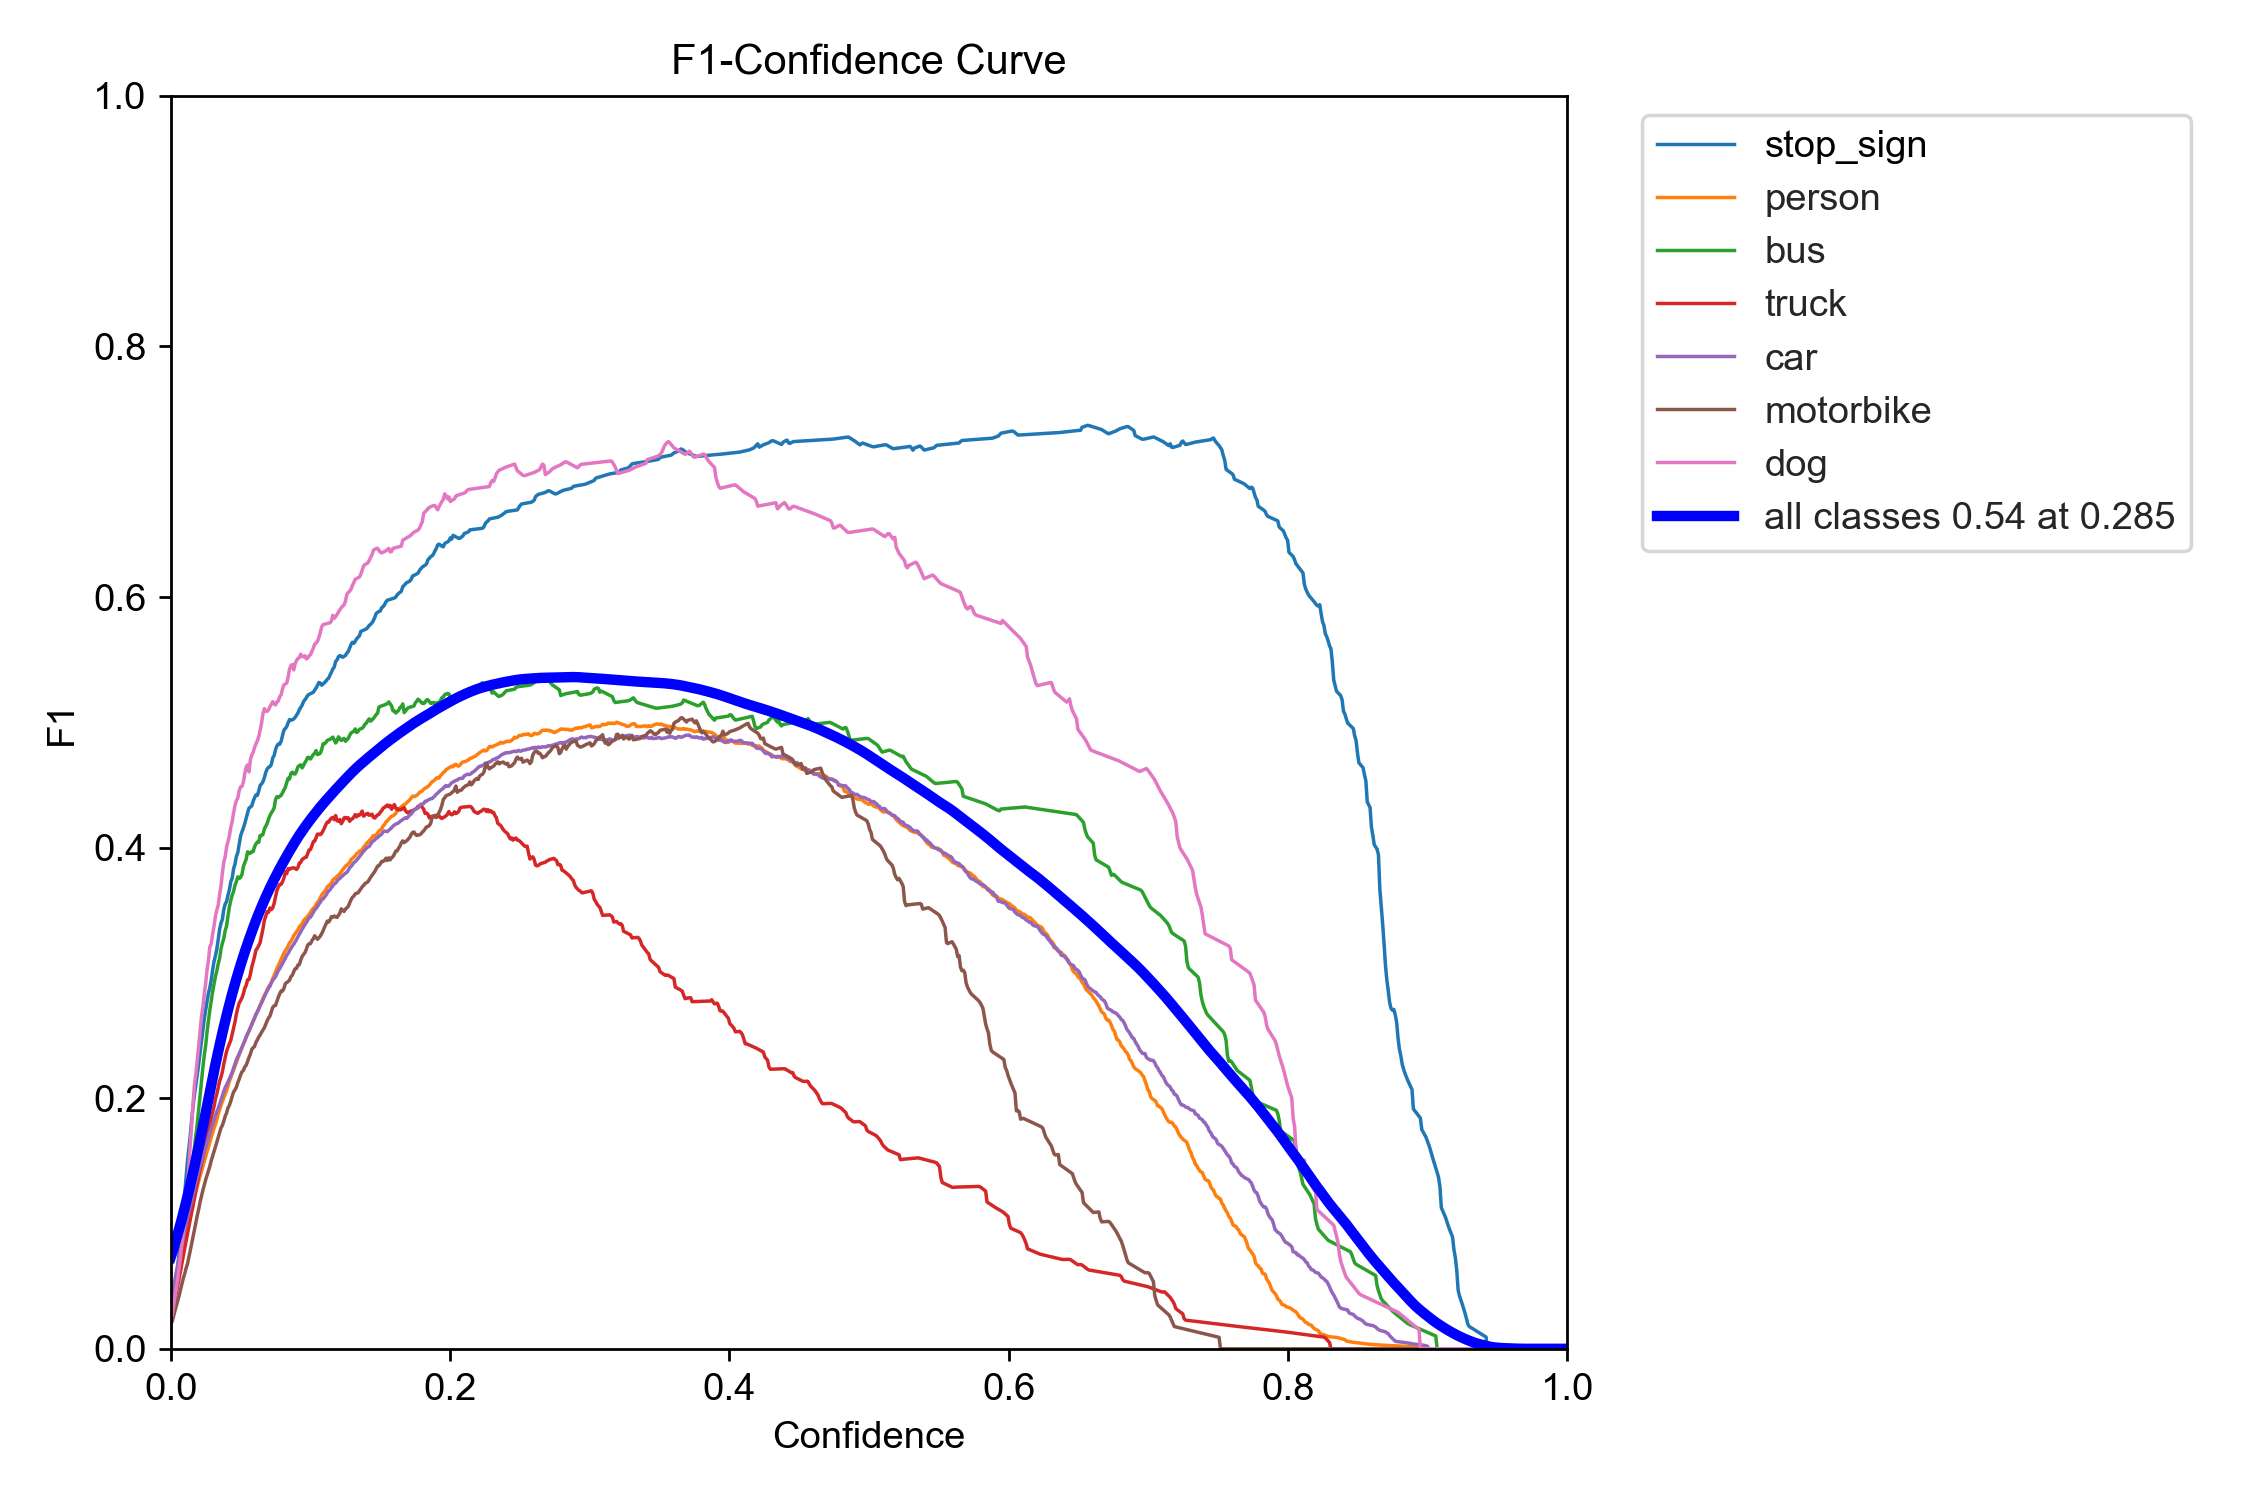 F1-Confidence Curve
1.0
0.8
0.6
0.4
0.2
0.0
F1
0.0 0.2 0.4 0.6 0.8 1.0
Confidence
stop_sign
person
bus
truck
car
motorbike
dog
all classes 0.54 at 0.285